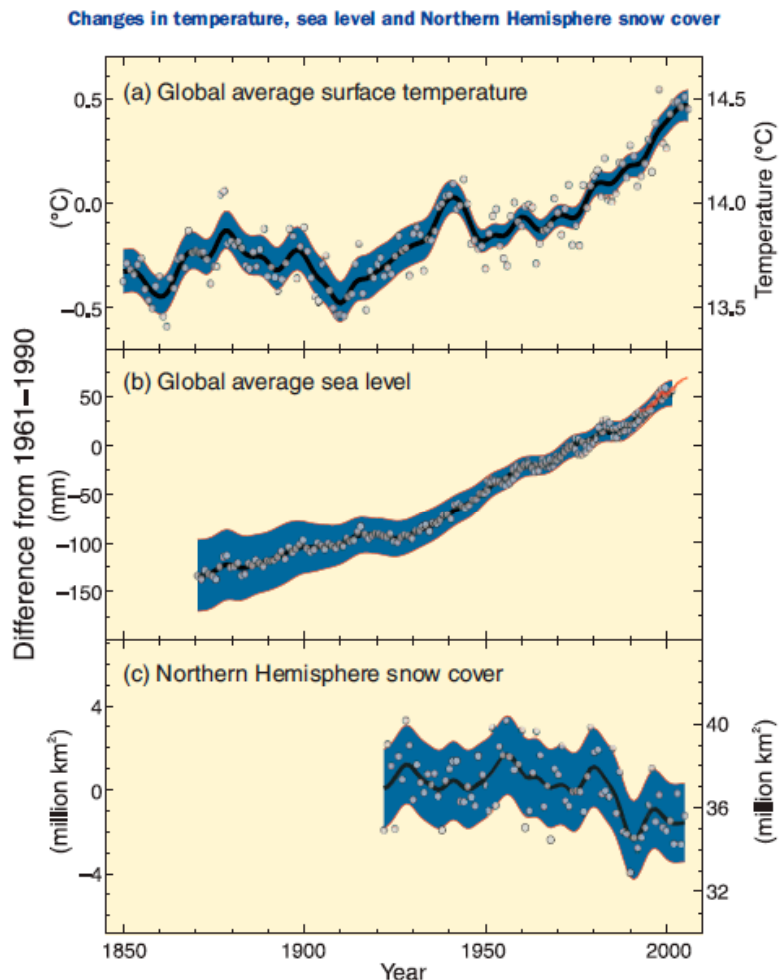 Changes in temperature, sea level and Northern Hemisphere snow cover
(a) Global average surface temperature
0.5
0.0
−0.5
(°C)
14.5
14.0
13.5
Temperature (°C)
(b) Global average sea level
50
0
−50
−100
−150
(mm)
Difference from 1961–1990
(c) Northern Hemisphere snow cover
4
0
−4
(million km²)
40
36
32
(million km²)
1850
1900
1950
2000
Year